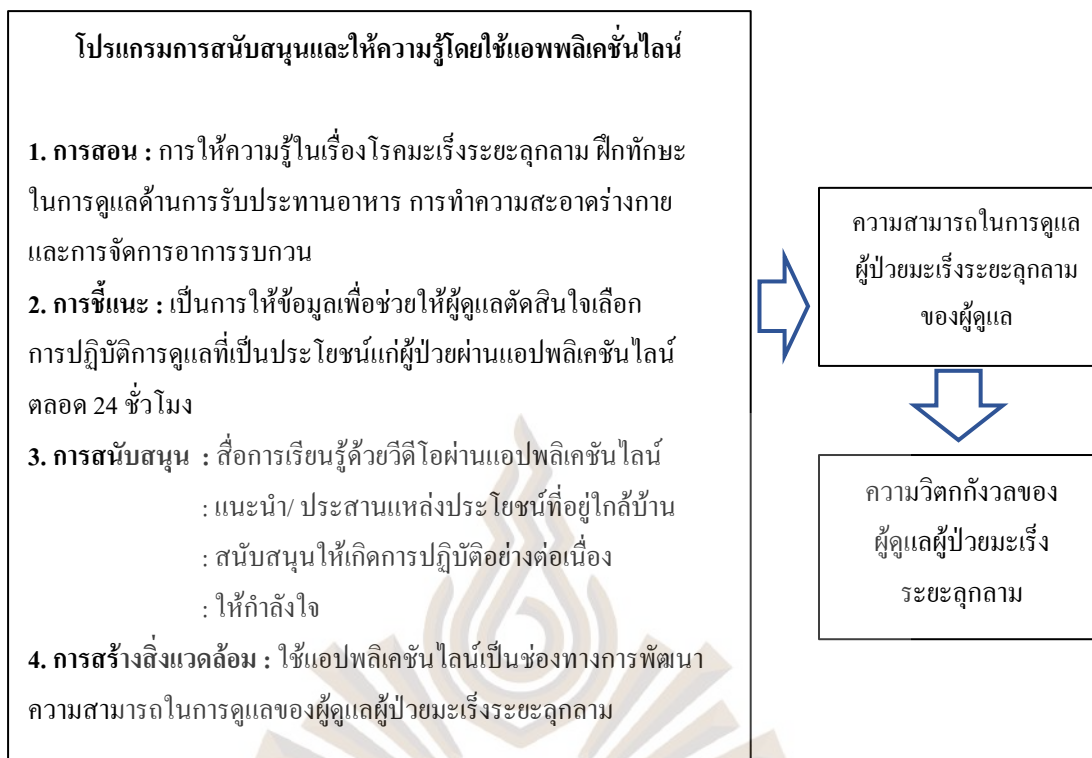 โปรแกรมการสนับสนุนและให้ความรู้โดยใช้แอพพลิเคชั่นไลน์
1. การสอน : การให้ความรู้ในเรื่องโรคมะเร็งระยะลุกลาม ฝึกทักษะ
ในการดูแลด้านการรับประทานอาหาร การทำความสะอาดร่างกาย
และการจัดการอาการรบกวน
2. การชี้แนะ : เป็นการให้ข้อมูลเพื่อช่วยให้ผู้ดูแลตัดสินใจเลือก
การปฏิบัติการดูแลที่เป็นประโยชน์แก่ผู้ป่วยผ่านแอปพลิเคชันไลน์
ตลอด 24 ชั่วโมง
3. การสนับสนุน : สื่อการเรียนรู้ด้วยวีดีโอผ่านแอปพลิเคชันไลน์
: แนะนำ/ ประสานแหล่งประโยชน์ที่อยู่ใกล้บ้าน
: สนับสนุนให้เกิดการปฏิบัติอย่างต่อเนื่อง
: ให้กำลังใจ
4. การสร้างสิ่งแวดล้อม : ใช้แอปพลิเคชันไลน์เป็นช่องทางการพัฒนา
ความสามารถในการดูแลของผู้ดูแลผู้ป่วยมะเร็งระยะลุกลาม
ความสามารถในการดูแล
ผู้ป่วยมะเร็งระยะลุกลาม
ของผู้ดูแล
ความวิตกกังวลของ
ผู้ดูแลผู้ป่วยมะเร็ง
ระยะลุกลาม